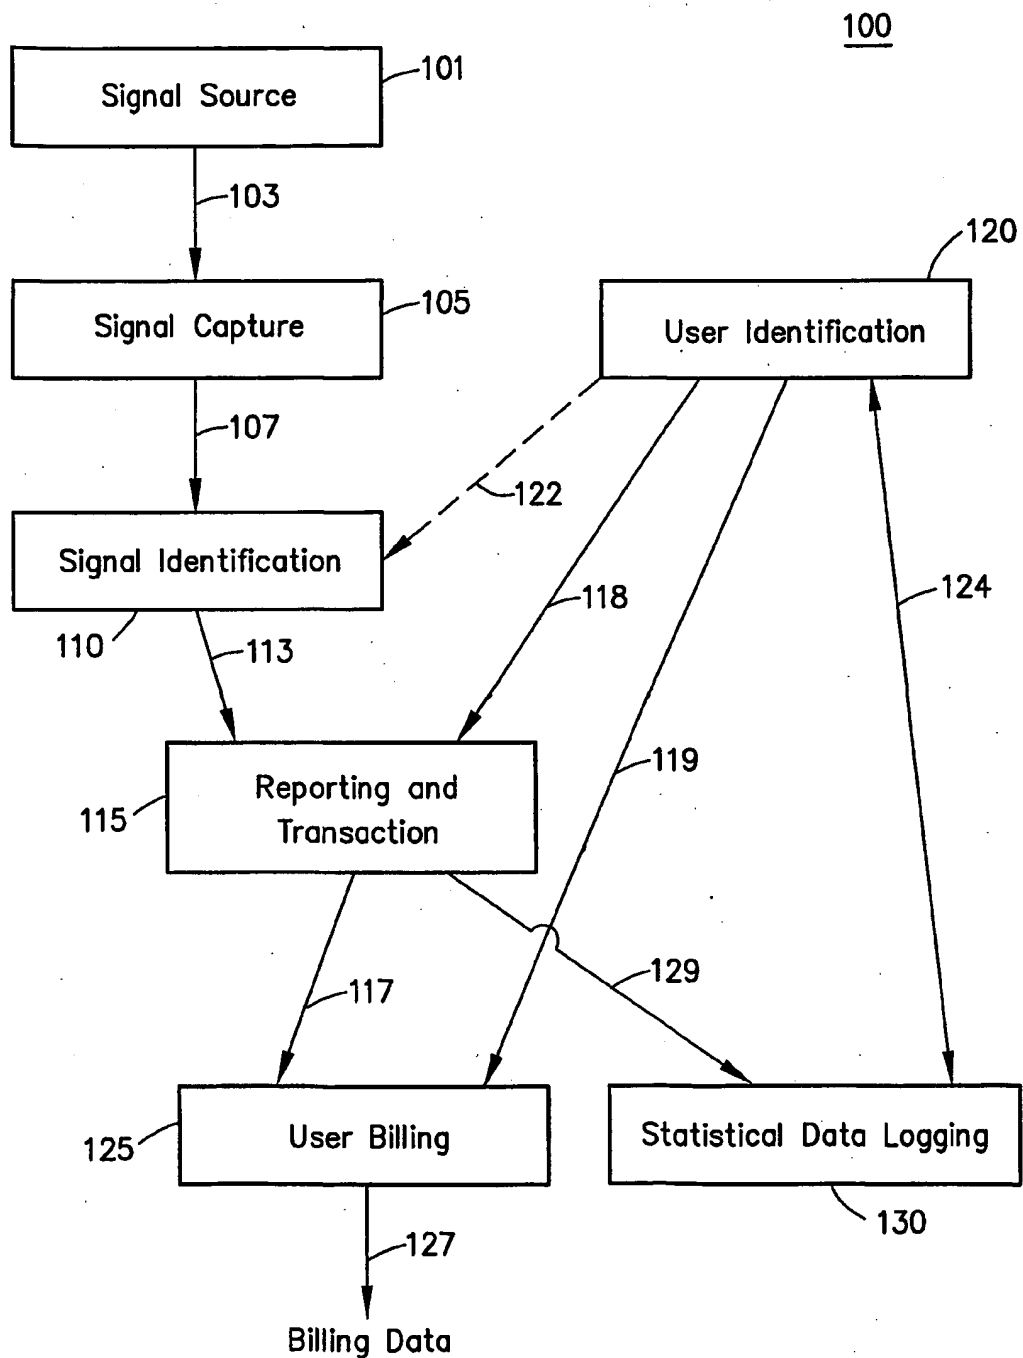 100
Signal Source
101
103
Signal Capture
105
120
User Identification
107
122
Signal Identification
110
113
118
124
Reporting and
Transaction
115
119
117
129
User Billing
125
Statistical Data Logging
130
127
Billing Data